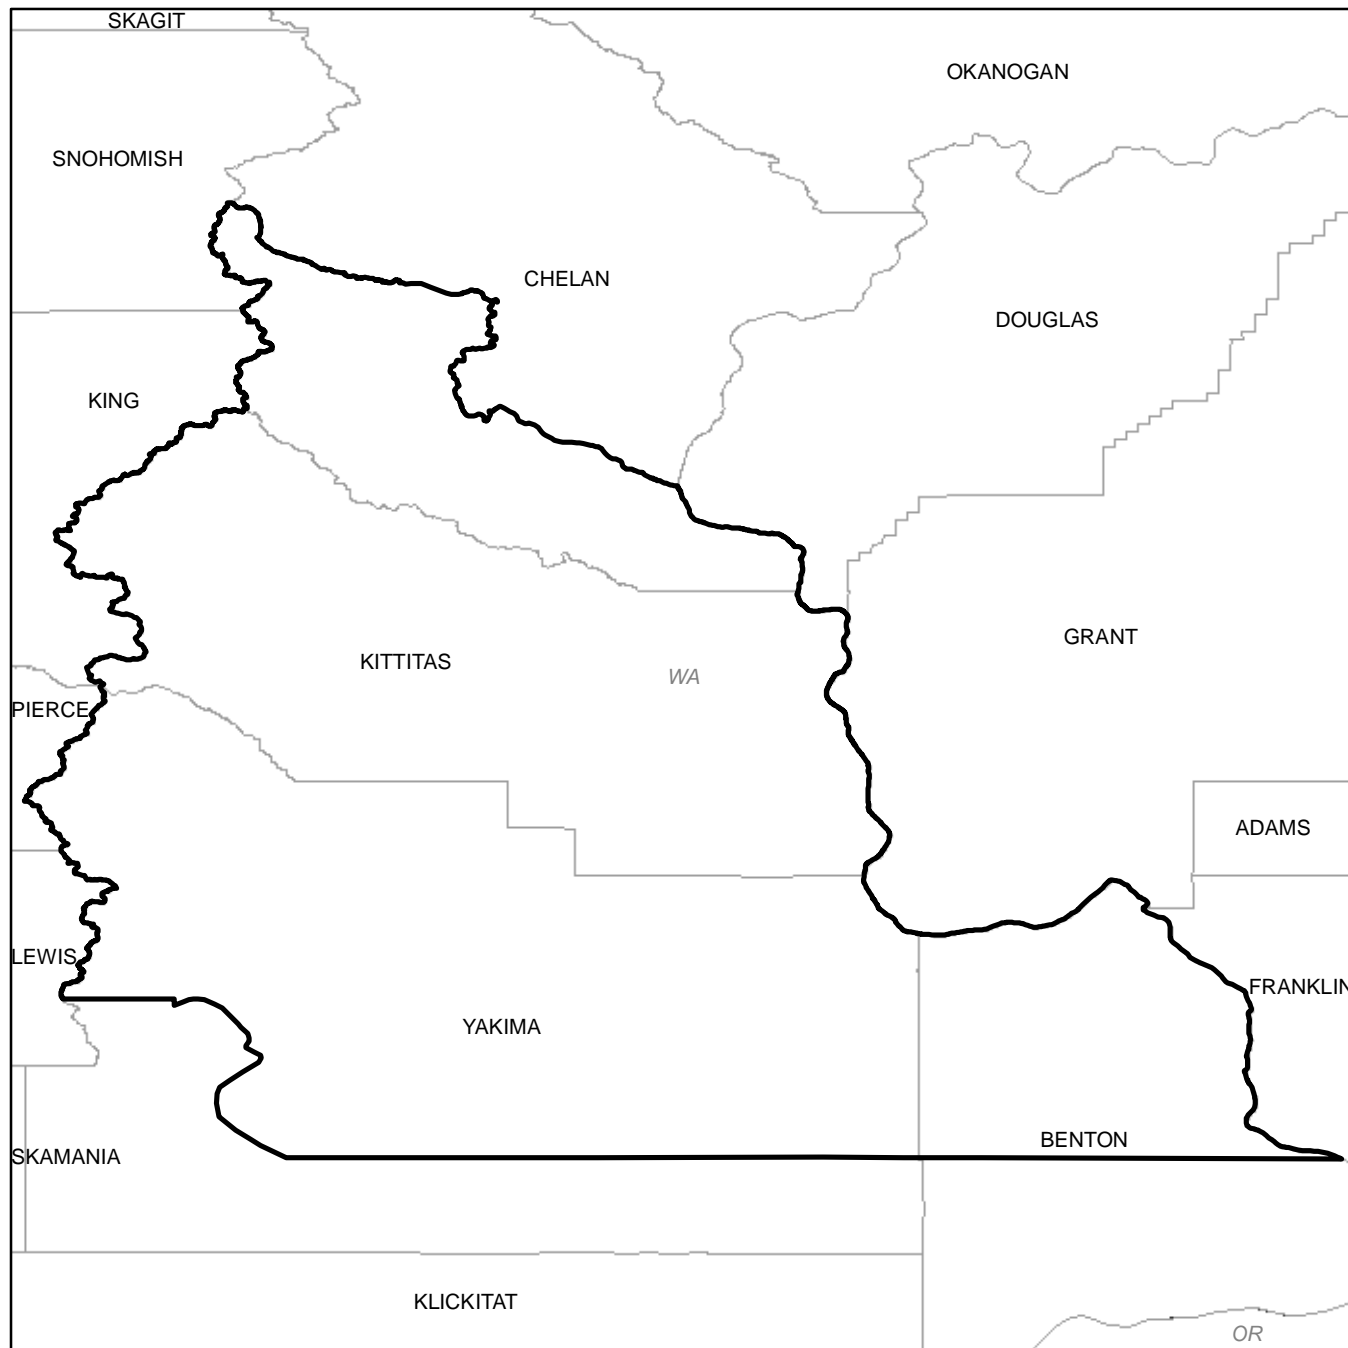 SKAGIT
OKANOGAN
SNOHOMISH
CHELAN
DOUGLAS
KING
GRANT
KITTITAS
WA
PIERCE
ADAMS
LEWIS
FRANKLIN
YAKIMA
BENTON
SKAMANIA
KLICKITAT
OR